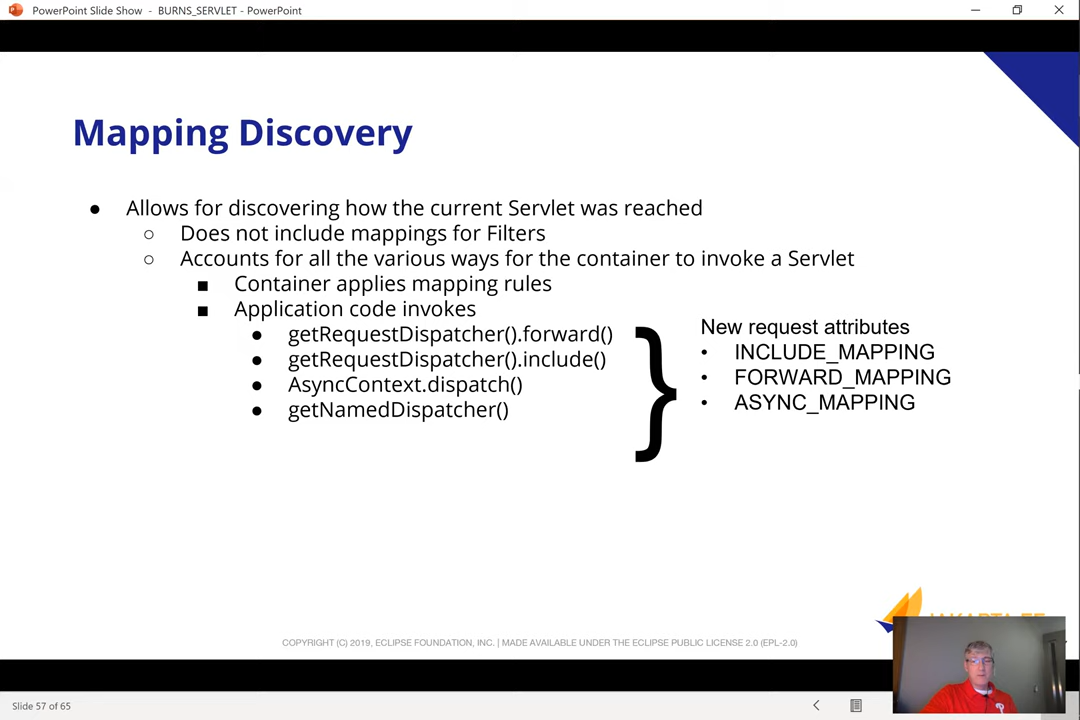 PowerPoint Slide Show - BURNS_SERVLET - PowerPoint
Mapping Discovery
● Allows for discovering how the current Servlet was reached
○ Does not include mappings for Filters
○ Accounts for all the various ways for the container to invoke a Servlet
■ Container applies mapping rules
■ Application code invokes
● getRequestDispatcher().forward()
● getRequestDispatcher().include()
● AsyncContext.dispatch()
● getNamedDispatcher()
}
New request attributes
• INCLUDE_MAPPING
• FORWARD_MAPPING
• ASYNC_MAPPING
COPYRIGHT (C) 2019, ECLIPSE FOUNDATION, INC. | MADE AVAILABLE UNDER THE ECLIPSE PUBLIC LICENSE 2.0 (EPL-2.0)
Slide 57 of 65